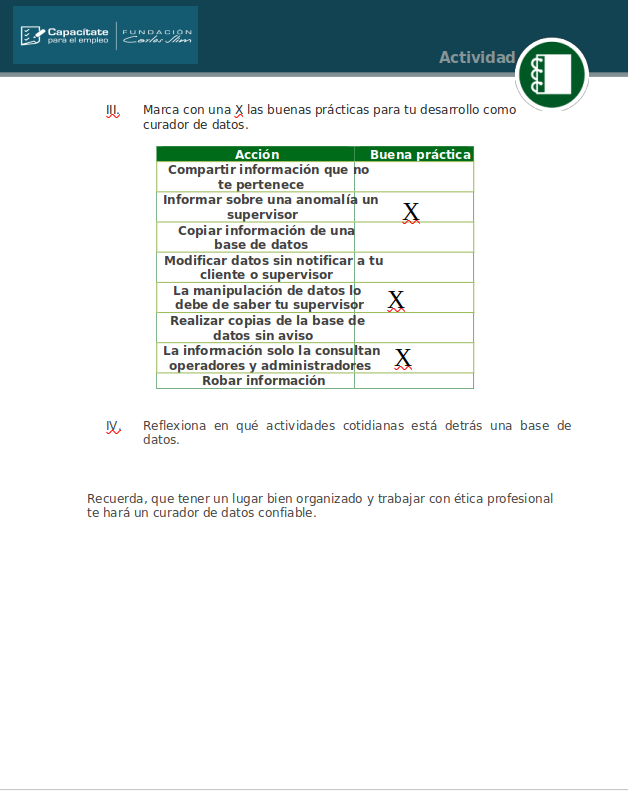 Capacítate
para el empleo
FUNDACIÓN
Carlos Slim
Actividad
III. Marca con una X las buenas prácticas para tu desarrollo como
curador de datos.
Acción Buena práctica
Compartir información que no
te pertenece
Informar sobre una anomalía un
supervisor
X
Copiar información de una
base de datos
Modificar datos sin notificar a tu
cliente o supervisor
La manipulación de datos lo
debe de saber tu supervisor
X
Realizar copias de la base de
datos sin aviso
La información solo la consultan
operadores y administradores
X
Robar información
IV. Reflexiona en qué actividades cotidianas está detrás una base de
datos.
Recuerda, que tener un lugar bien organizado y trabajar con ética profesional
te hará un curador de datos confiable.